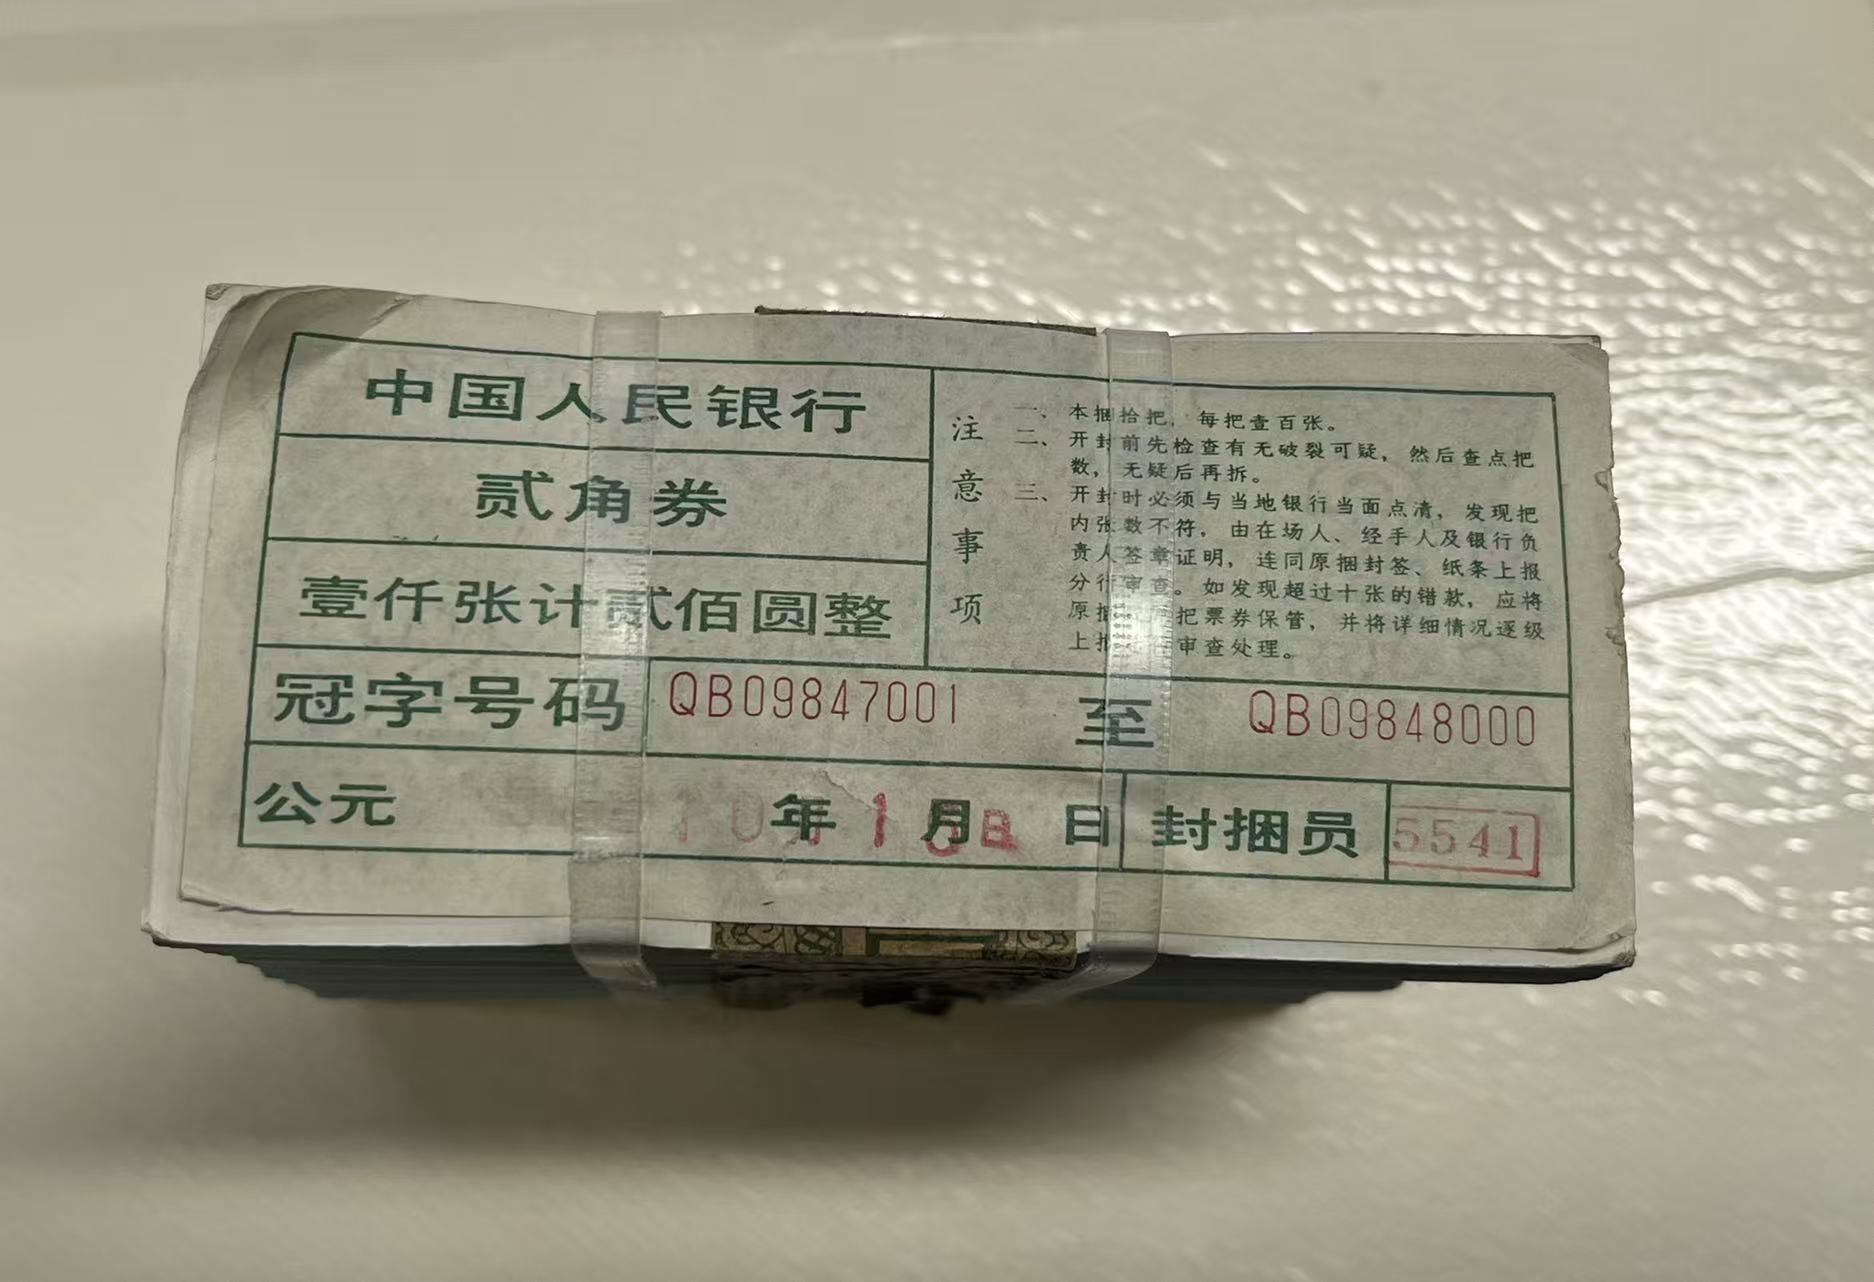 中国人民银行
贰角券
壹仟张计贰佰圆整
注意事项
一、本捆拾把，每把壹百张。
二、开封前先检查有无破裂可疑，然后查点把
数，无疑后再拆。
三、开封时必须与当地银行当面点清，发现把
内张数不符，由在场人、经手人及银行负
责人签章证明，连同原捆封签、纸条上报
分行审查。如发现超过十张的错款，应将
原捆 把票券保管，并将详细情况逐级
上报 审查处理。
冠字号码 QB09847001 至 QB09848000
公元 年 1 月 日 封捆员 5541